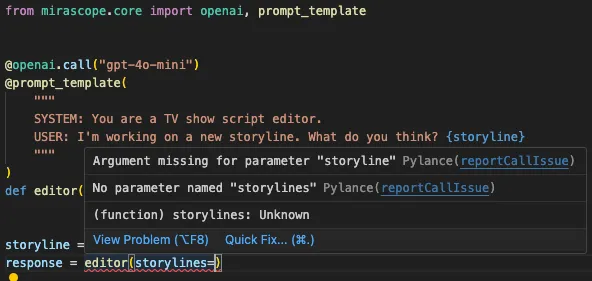 from mirascope.core import openai, prompt_template
@openai.call("gpt-4o-mini")
@prompt_template(
"""
SYSTEM: You are a TV show script editor.
USER: I'm working on a new storyline. What do you think? {storyline}
"""
)
def editor(
Argument missing for parameter "storyline" Pylance(reportCallIssue)
No parameter named "storylines" Pylance(reportCallIssue)
(function) storylines: Unknown
View Problem (⌥F8) Quick Fix... (⌘.)
storyline =
response = editor(storylines=)